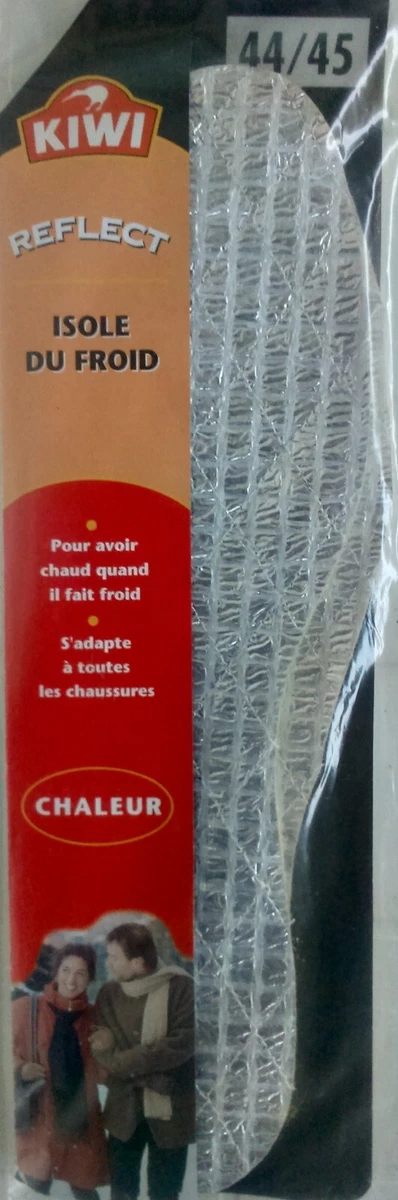 44/45
KIWI
REFLECT
ISOLE
DU FROID
Pour avoir
chaud quand
il fait froid
S'adapte
à toutes
les chaussures
CHALEUR